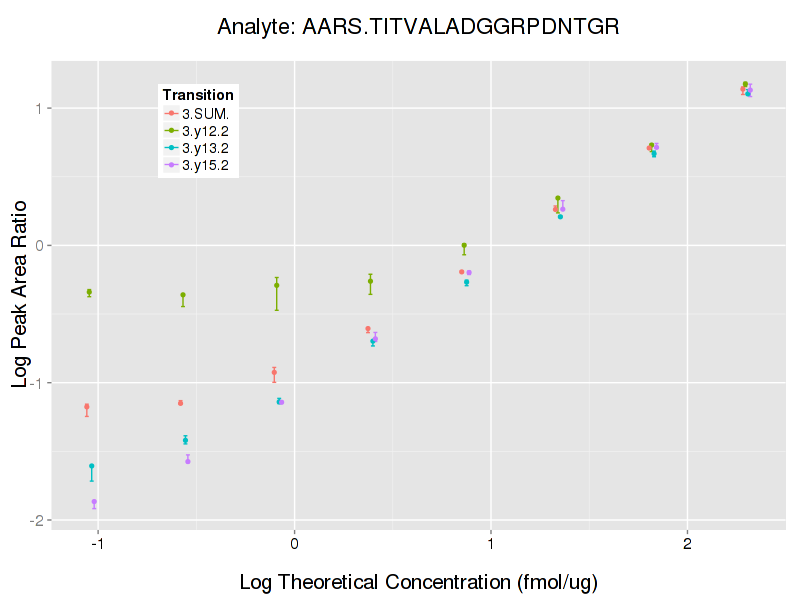 Analyte: AARS.TITVALADGGRPDNTGR
Transition
3.SUM.
3.y12.2
3.y13.2
3.y15.2
Log Peak Area Ratio
1
0
-1
-2
-1
0
1
2
Log Theoretical Concentration (fmol/ug)